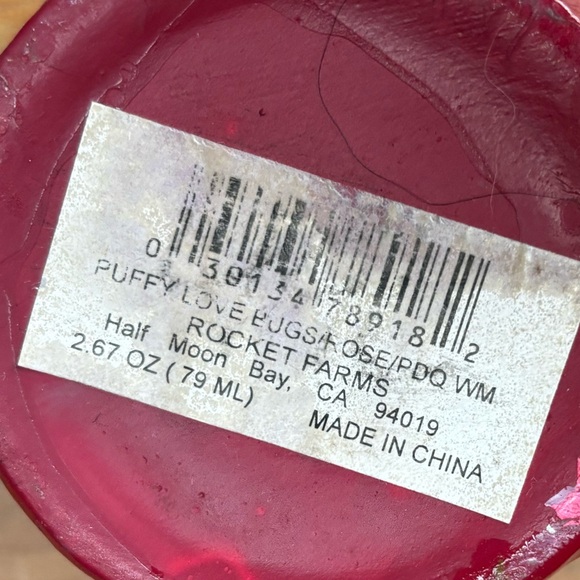 0 30134 78918 2
PUFFY LOVE BUGS/ROSE/PDQ WM
ROCKET FARMS
Half Moon Bay, CA 94019
2.67 OZ ( 79 ML)
MADE IN CHINA